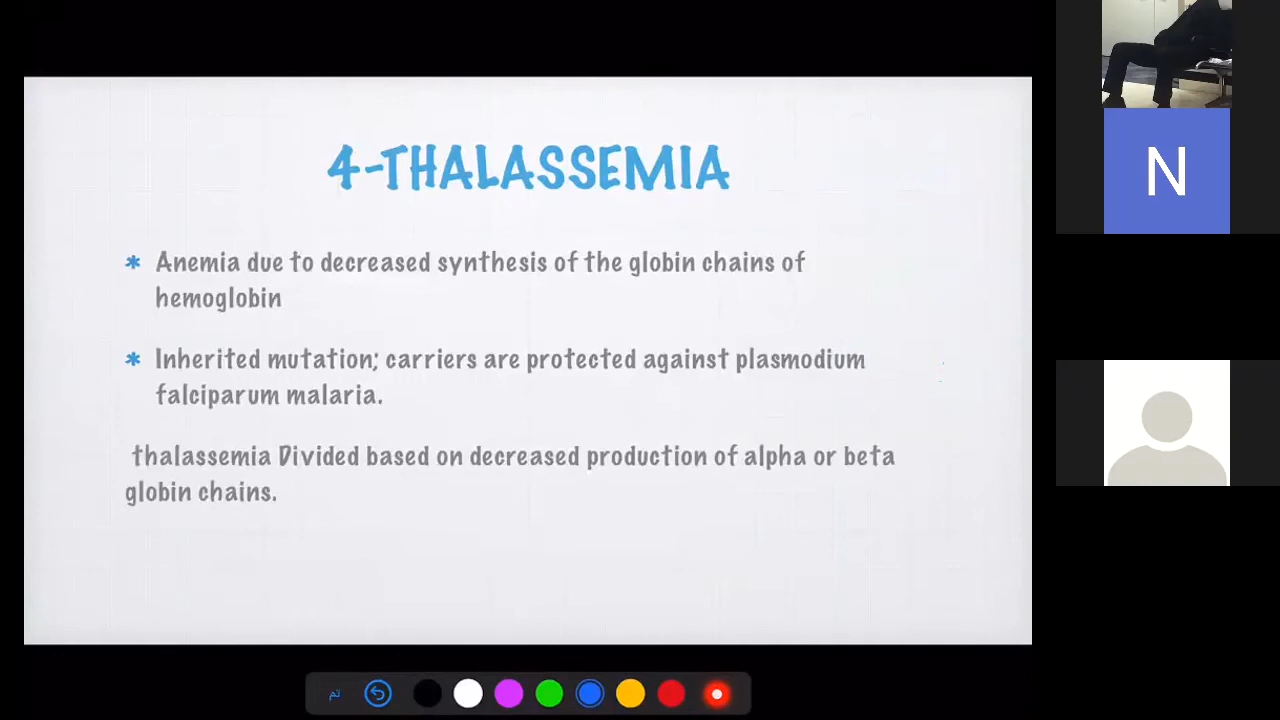 4-THALASSEMIA
* Anemia due to decreased synthesis of the globin chains of
hemoglobin
* Inherited mutation; carriers are protected against plasmodium
falciparum malaria.
thalassemia Divided based on decreased production of alpha or beta
globin chains.
N
تم